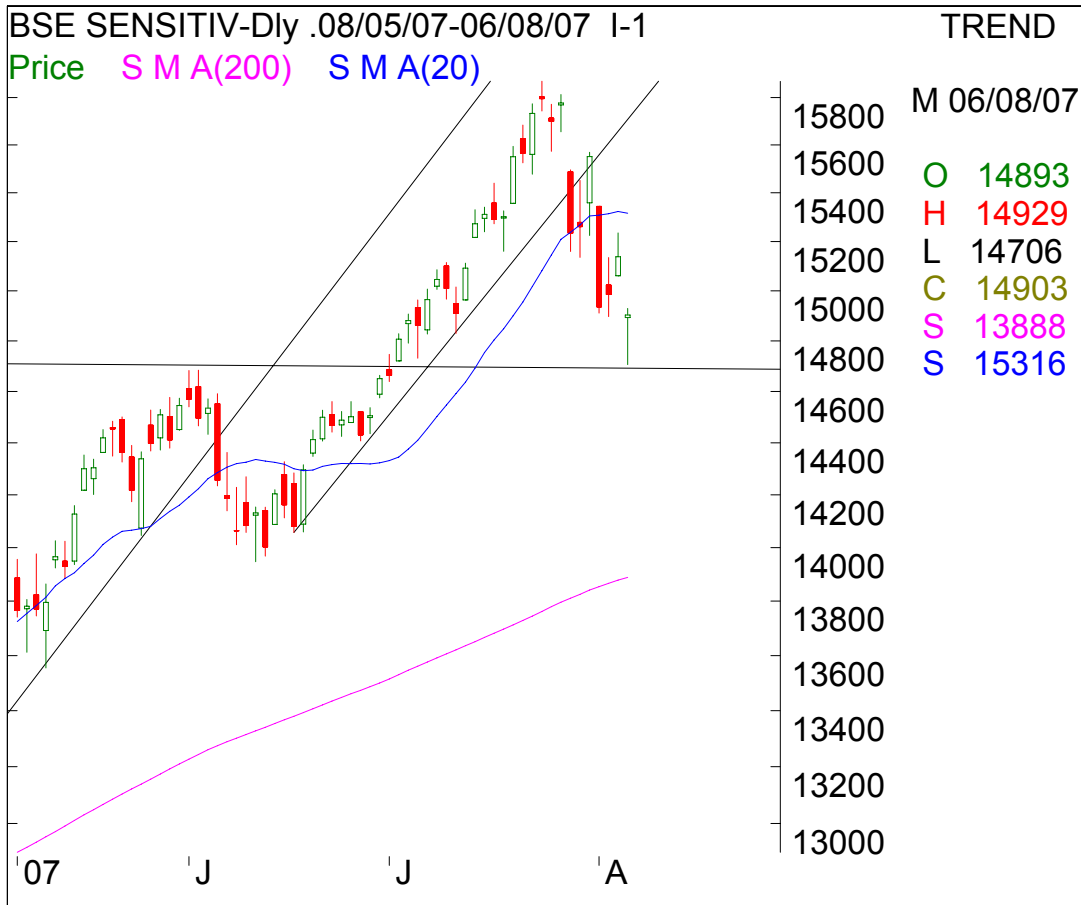 BSE SENSITIV-Dly .08/05/07-06/08/07 I-1
TREND
Price S M A(200) S M A(20)
M 06/08/07
O 14893
H 14929
L 14706
C 14903
S 13888
S 15316
15800
15600
15400
15200
15000
14800
14600
14400
14200
14000
13800
13600
13400
13200
13000
07 J J A